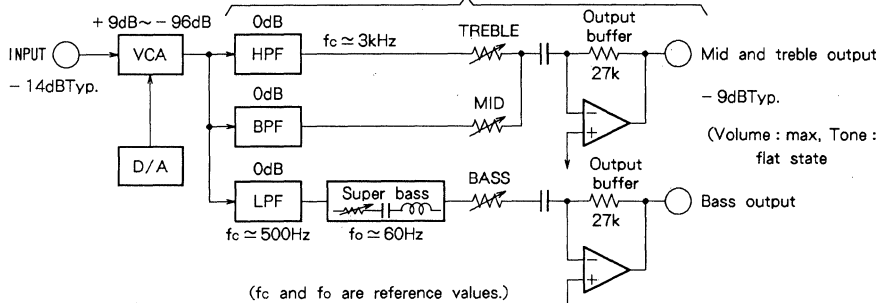 +9dB~ -96dB
INPUT
VCA
-14dBTyp.
D/A
0dB
HPF
fc≃3kHz
TREBLE
0dB
BPF
MID
0dB
LPF
fc≃500Hz
Super bass
fo≃60Hz
BASS
Output
buffer
27k
-
+
Mid and treble output
-9dBTyp.
(Volume : max, Tone :
flat state
Output
buffer
27k
-
+
Bass output
(fc and fo are reference values.)